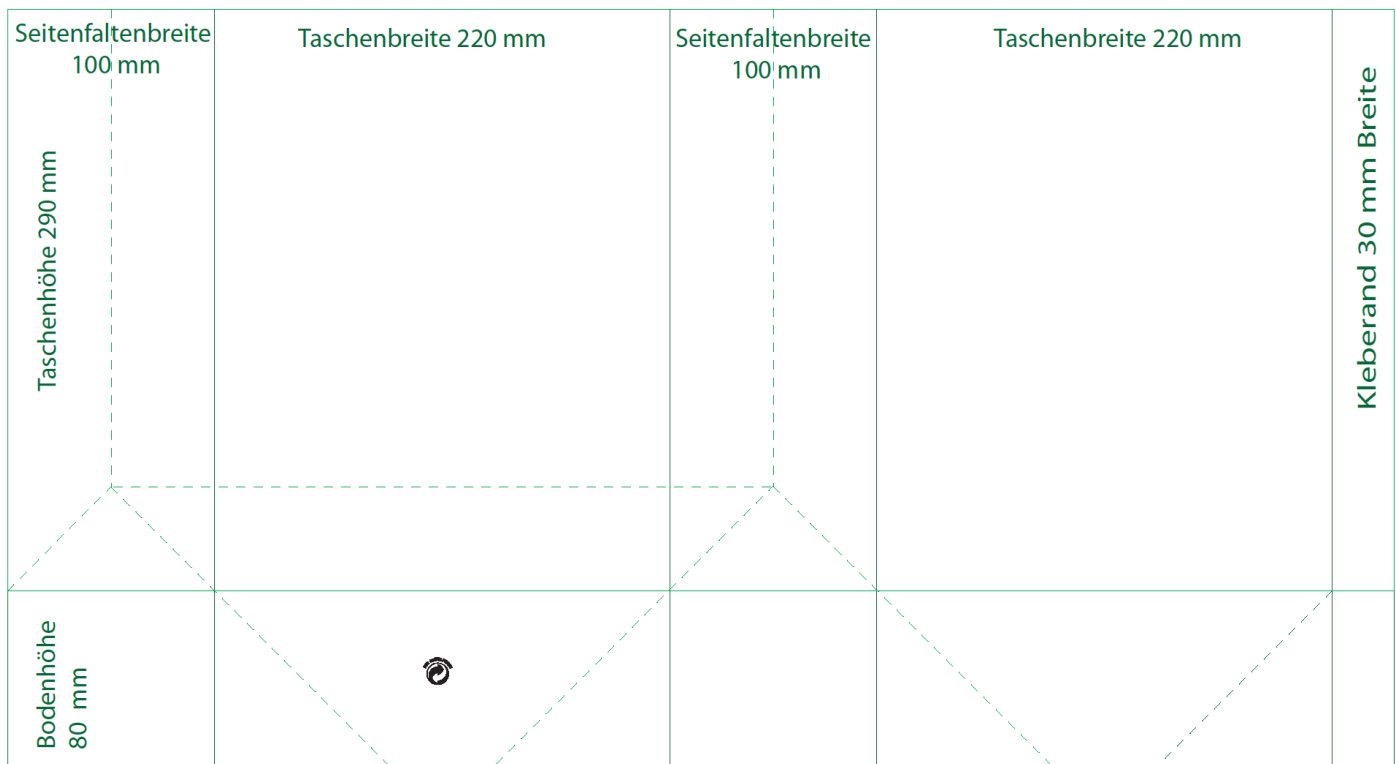 Seitenfaltenbreite
100 mm
Taschenbreite 220 mm
Seitenfaltenbreite
100 mm
Taschenbreite 220 mm
Kleberand 30 mm Breite
Taschenhöhe 290 mm
Bodenhöhe
80 mm